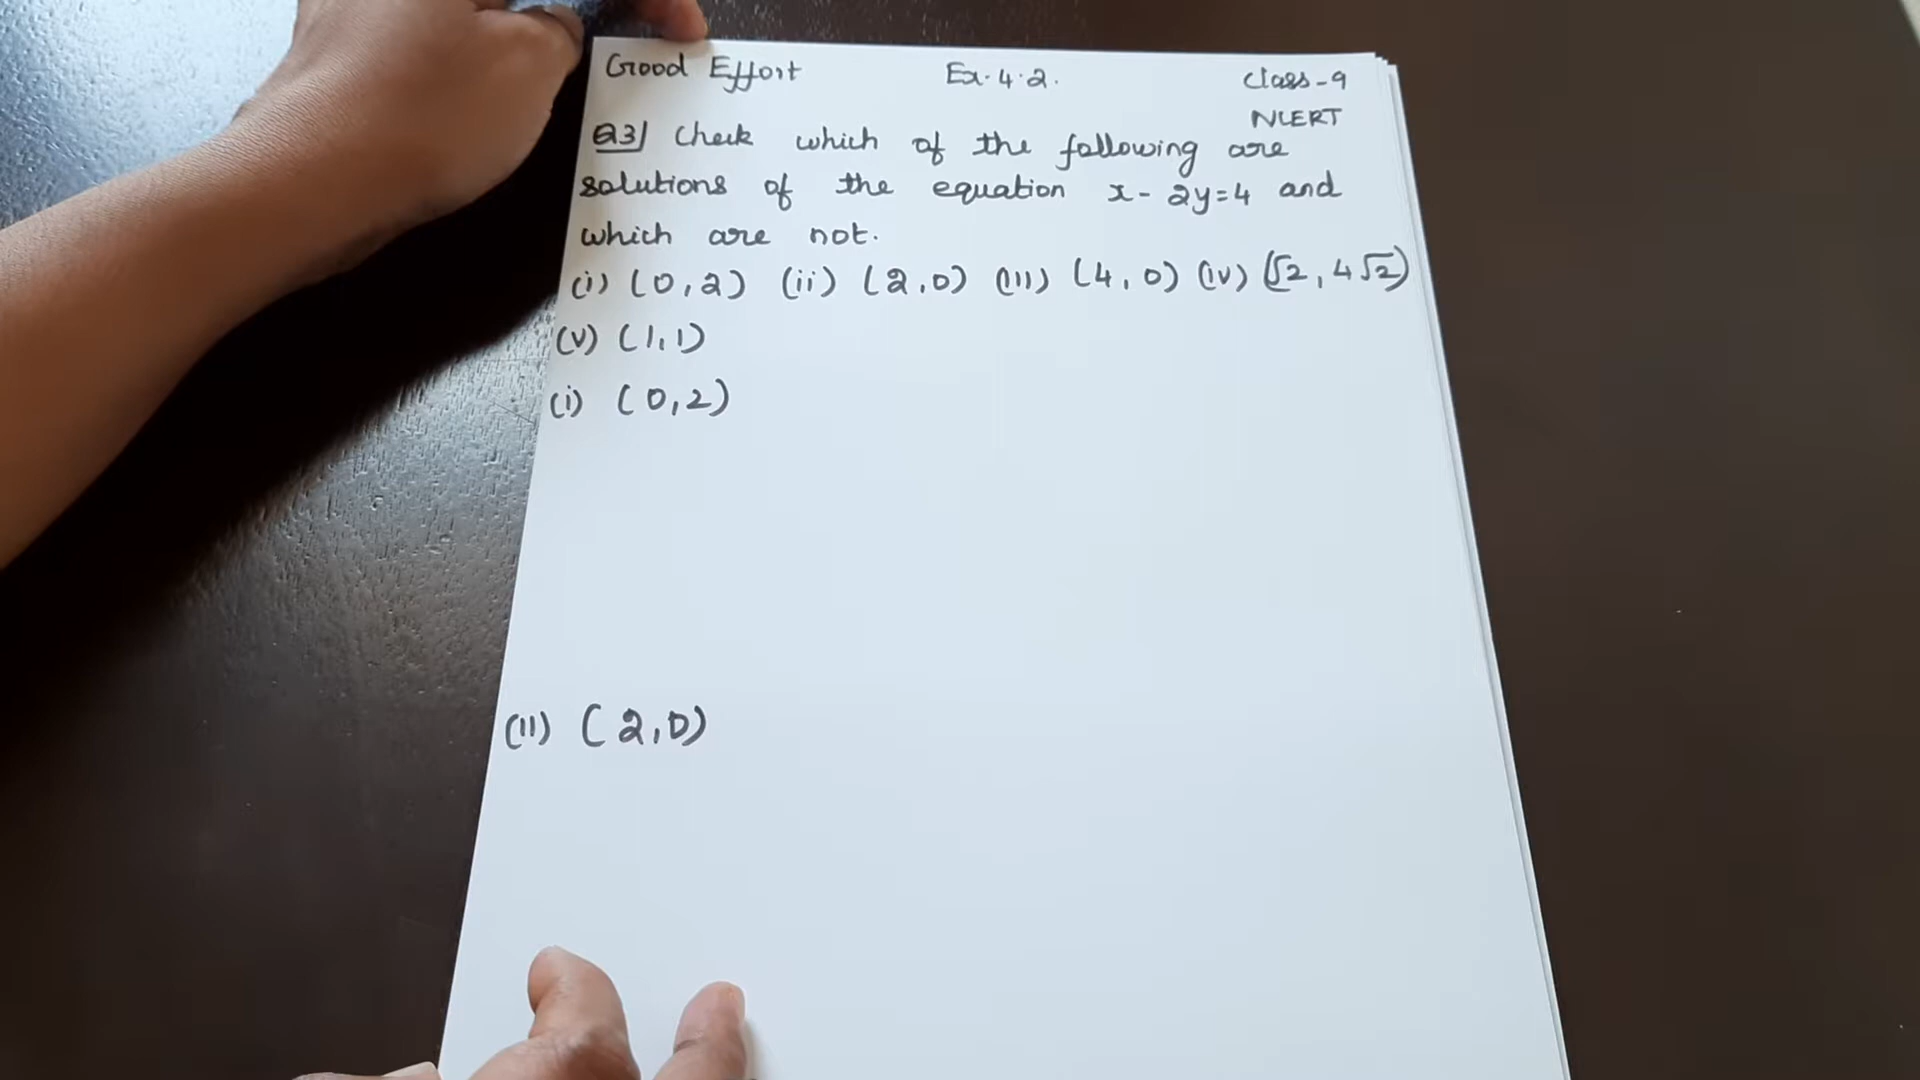 Good Effort Ex. 4.2. Class-9
NCERT
Q3) Check which of the following are
solutions of the equation x - 2y = 4 and
which are not.
(i) (0,2) (ii) (2,0) (iii) (4,0) (iv) (√2, 4√2)
(v) (1,1)
(i) (0,2)
(ii) (2,0)